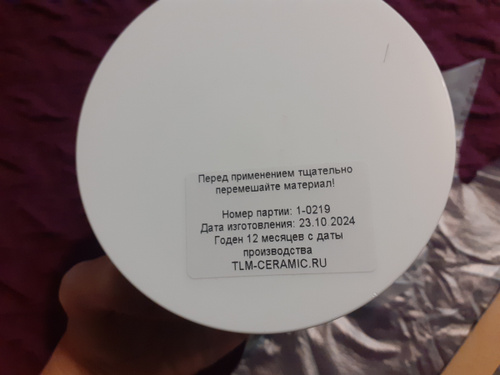 Перед применением тщательно
перемешайте материал!
Номер партии: 1-0219
Дата изготовления: 23.10.2024
Годен 12 месяцев с даты
производства
TLM-CERAMIC.RU